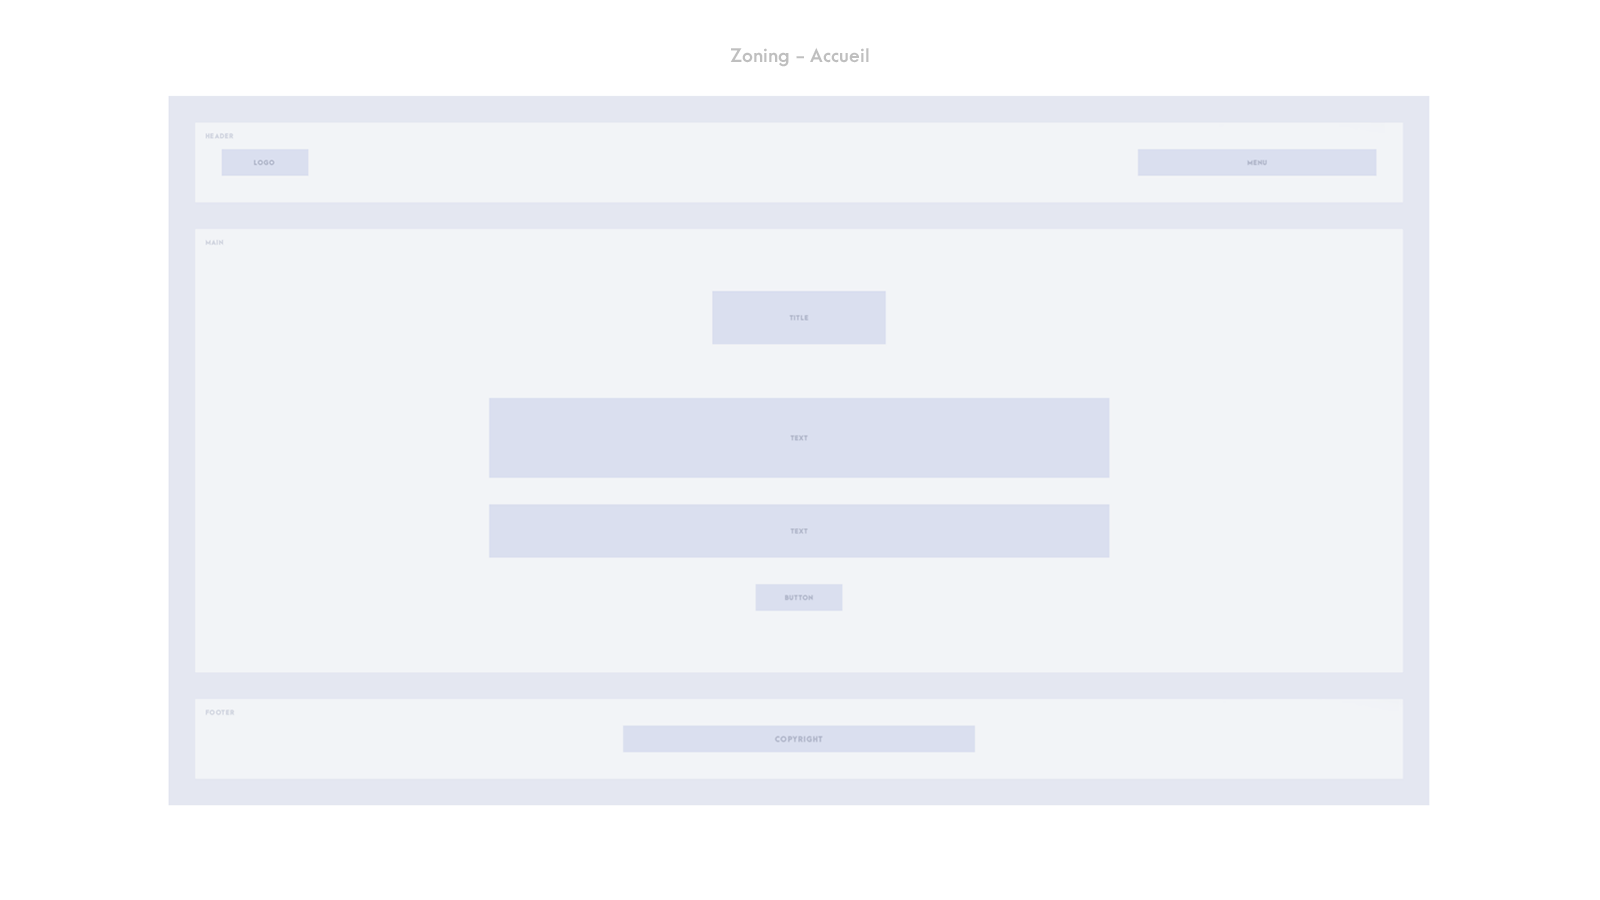 Zoning – Accueil
HEADER
LOGO
MENU
MAIN
TITLE
TEXT
TEXT
BUTTON
FOOTER
COPYRIGHT